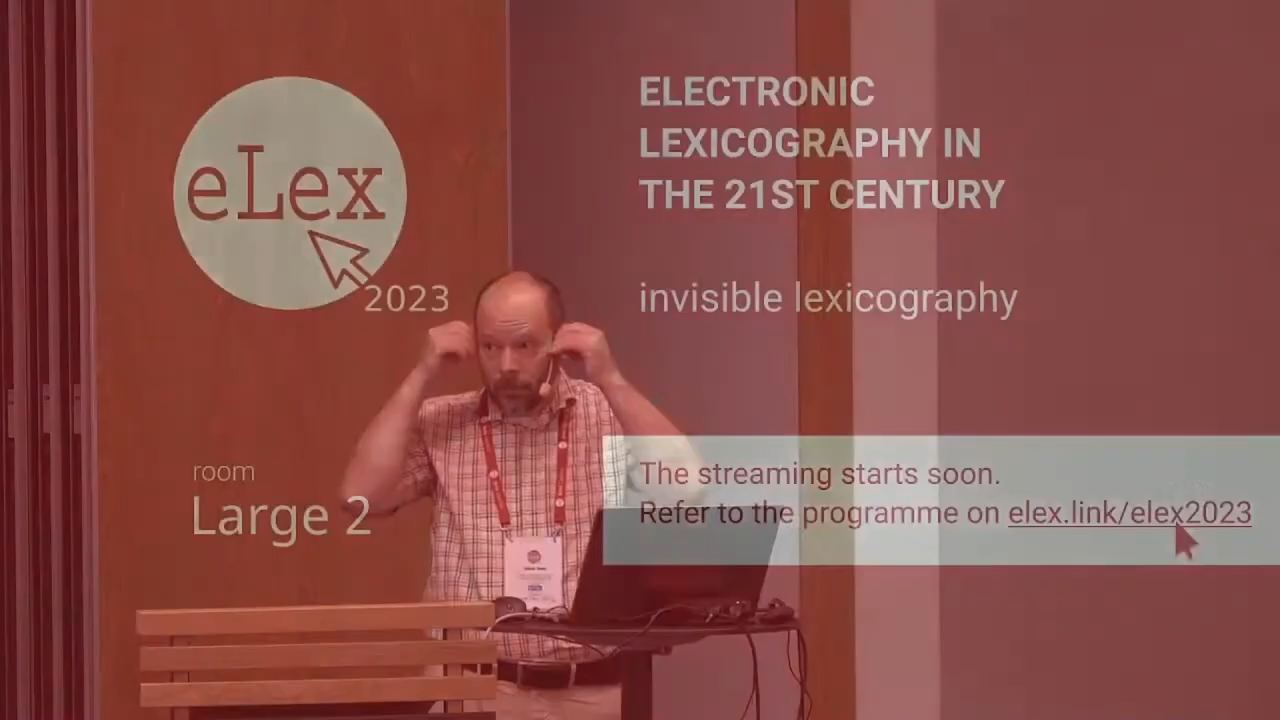 eLex
2023
ELECTRONIC
LEXICOGRAPHY IN
THE 21ST CENTURY
invisible lexicography
room
Large 2
The streaming starts soon.
Refer to the programme on elex.link/elex2023